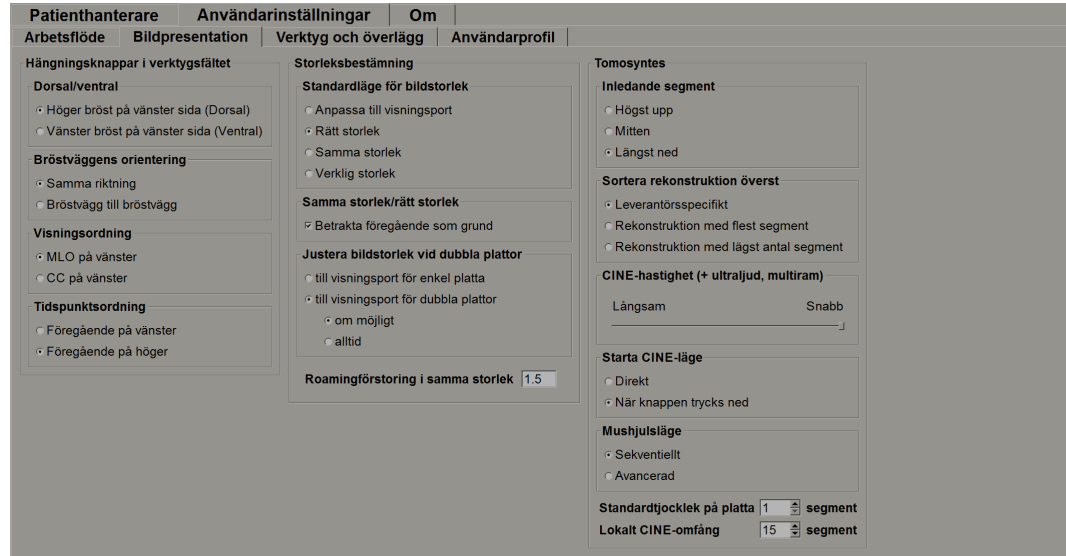 Patienthanterare Användarinställningar Om
Arbetsflöde Bildpresentation Verktyg och överlägg Användarprofil
Hängningsknappar i verktygsfältet
Dorsal/ventral
Höger bröst på vänster sida (Dorsal)
Vänster bröst på vänster sida (Ventral)
Bröstväggens orientering
Samma riktning
Bröstvägg till bröstvägg
Visningsordning
MLO på vänster
CC på vänster
Tidspunktsordning
Föregående på vänster
Föregående på höger
Storleksbestämning
Standardläge för bildstorlek
Anpassa till visningsport
Rätt storlek
Samma storlek
Verklig storlek
Samma storlek/rätt storlek
Betrakta föregående som grund
Justera bildstorlek vid dubbla plattor
till visningsport för enkel platta
till visningsport för dubbla plattor
om möjligt
alltid
Roamingförstoring i samma storlek 1.5
Tomosyntes
Inledande segment
Högst upp
Mitten
Längst ned
Sortera rekonstruktion överst
Leverantörsspecifikt
Rekonstruktion med flest segment
Rekonstruktion med lägst antal segment
CINE-hastighet (+ ultraljud, multiram)
Långsam Snabb
Starta CINE-läge
Direkt
När knappen trycks ned
Mushjulsläge
Sekventiellt
Avancerad
Standardtjocklek på platta 1 segment
Lokalt CINE-omfång 15 segment